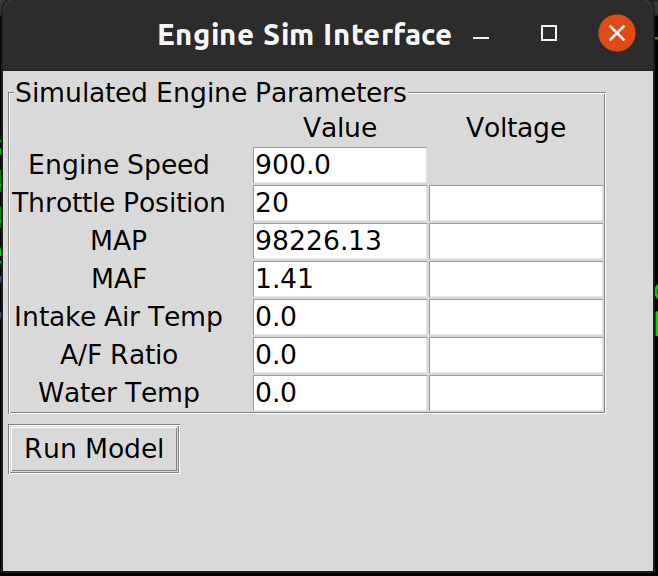 Engine Sim Interface
Simulated Engine Parameters
Value Voltage
Engine Speed 900.0
Throttle Position 20
MAP 98226.13
MAF 1.41
Intake Air Temp 0.0
A/F Ratio 0.0
Water Temp 0.0
Run Model